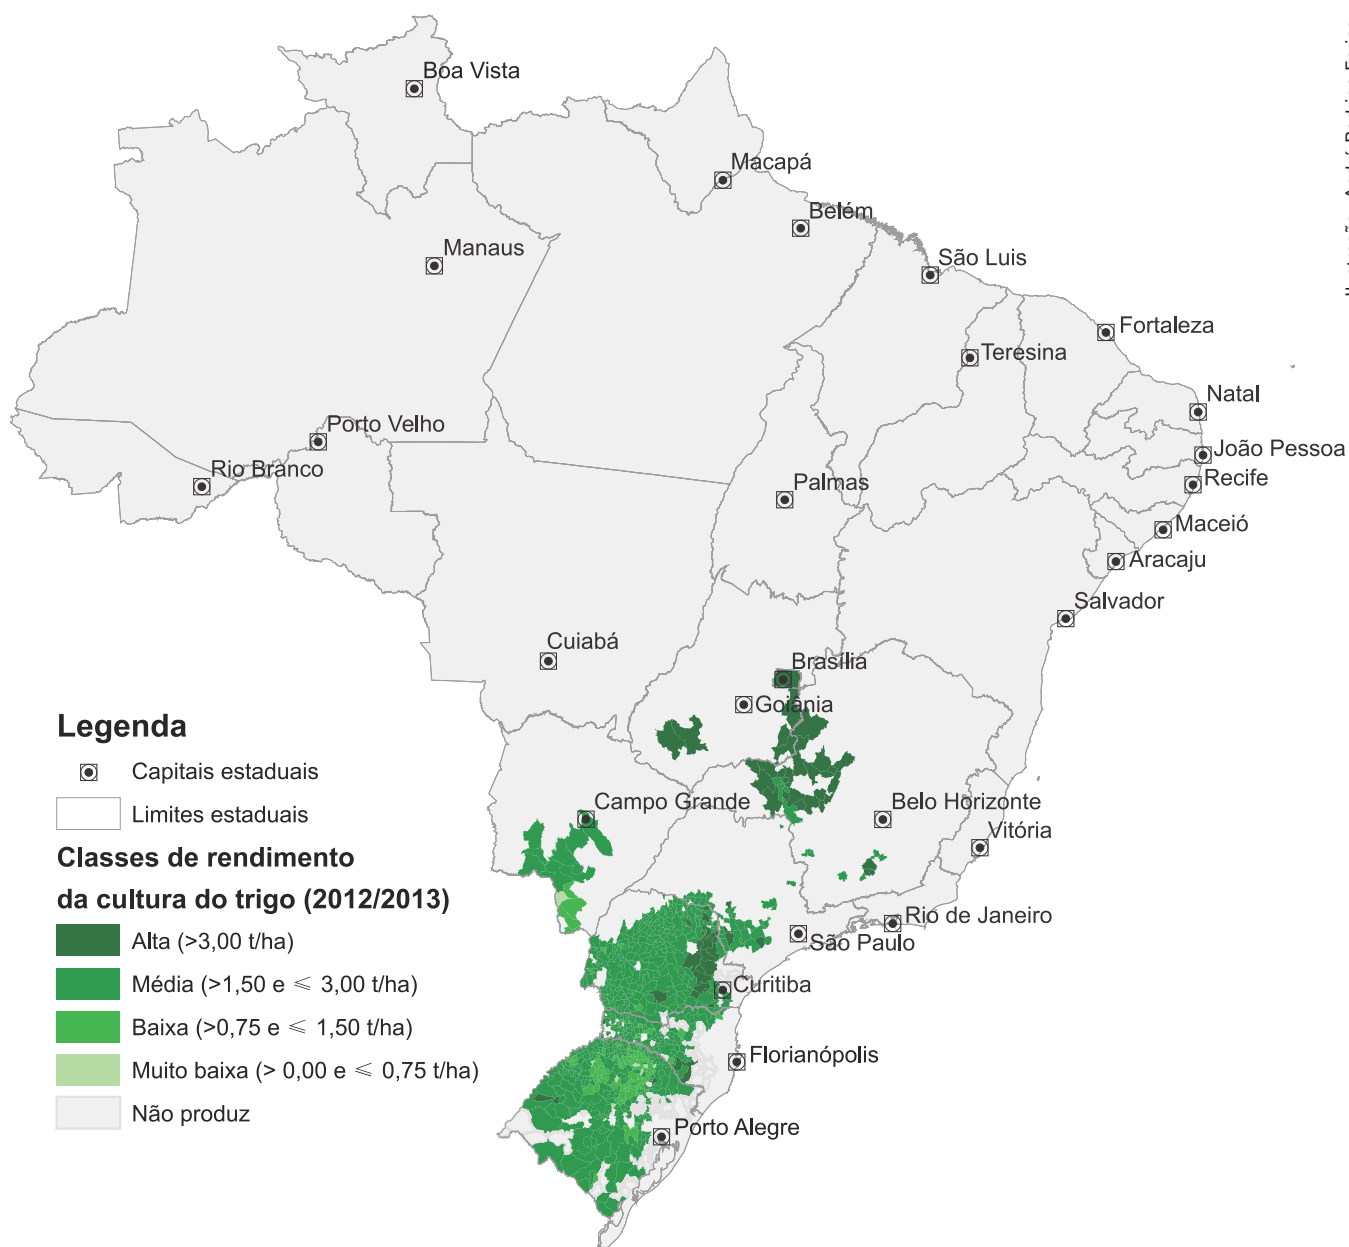 Boa Vista
Macapá
Belém
Manaus
São Luis
Fortaleza
Teresina
Natal
Porto Velho
João Pessoa
Rio Branco
Recife
Palmas
Maceió
Aracaju
Salvador
Cuiabá
Brasília
Goiânia
Legenda
Capitais estaduais
Campo Grande
Belo Horizonte
Limites estaduais
Vitória
Classes de rendimento
da cultura do trigo (2012/2013)
Rio de Janeiro
Alta (>3,00 t/ha)
São Paulo
Média (>1,50 e ⩽ 3,00 t/ha)
Curitiba
Baixa (>0,75 e ⩽ 1,50 t/ha)
Florianópolis
Muito baixa (> 0,00 e ⩽ 0,75 t/ha)
Não produz
Porto Alegre